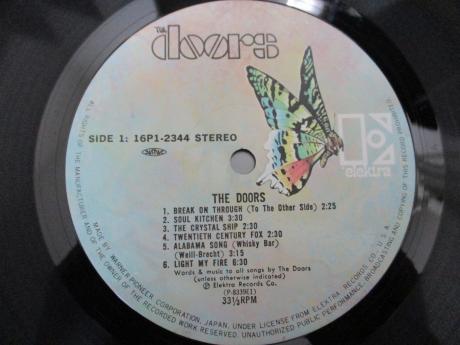 THE
doors
SIDE 1: 16P1-2344 STEREO
elektra
THE DOORS
1. BREAK ON THROUGH (To The Other Side) 2:25
2. SOUL KITCHEN 3:30
3. THE CRYSTAL SHIP 2:30
4. TWENTIETH CENTURY FOX 2:30
5. ALABAMA SONG (Whisky Bar)
(Weill-Brecht) 3:15
6. LIGHT MY FIRE 6:30
Words & music to all songs by The Doors
(unless otherwise indicated)
Ⓟ Elektra Records Co.
(P-8339E1)
33⅓RPM
MADE BY WARNER-PIONEER CORPORATION, JAPAN, UNDER LICENSE FROM ELEKTRA RECORDS CO., U.S.A.
ALL RIGHTS OF THE MANUFACTURER AND OF THE OWNER OF THE RECORDED WORK RESERVED. UNAUTHORIZED PUBLIC PERFORMANCE, BROADCASTING AND COPYING OF THIS RECORD PROHIBITED.